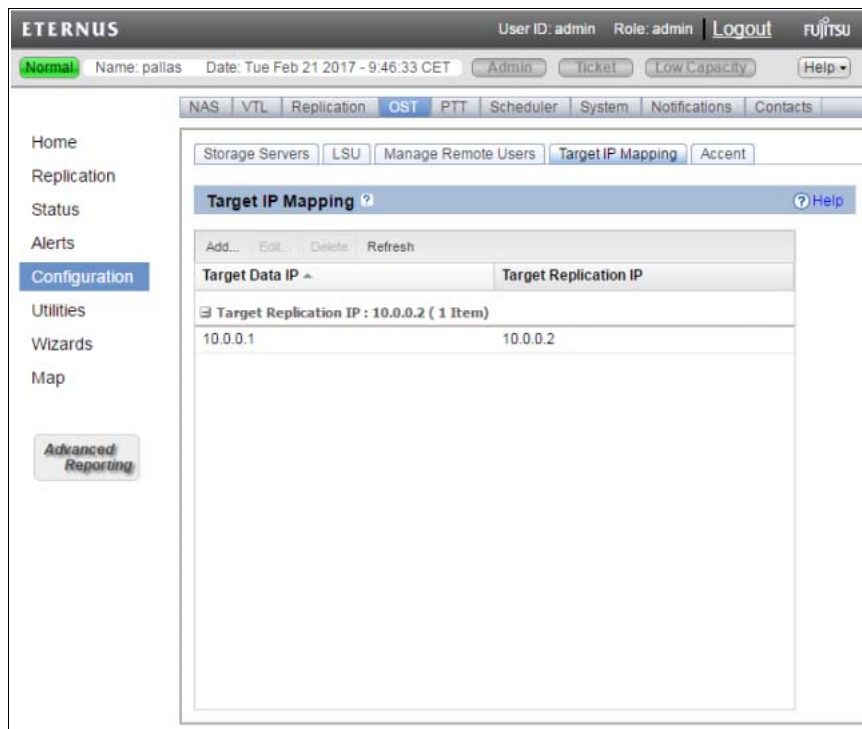 ETERNUS User ID: admin Role: admin Logout FUJITSU
Normal Name: pallas Date: Tue Feb 21 2017 - 9:46:33 CET Admin Ticket Low Capacity Help
NAS VTL Replication OST PTT Scheduler System Notifications Contacts
Home
Replication
Status
Alerts
Configuration
Utilities
Wizards
Map
Advanced
Reporting
Storage Servers LSU Manage Remote Users Target IP Mapping Accent
Target IP Mapping ? ? Help
Add... Edit... Delete Refresh
Target Data IP Target Replication IP
Target Replication IP : 10.0.0.2 ( 1 Item)
10.0.0.1 10.0.0.2